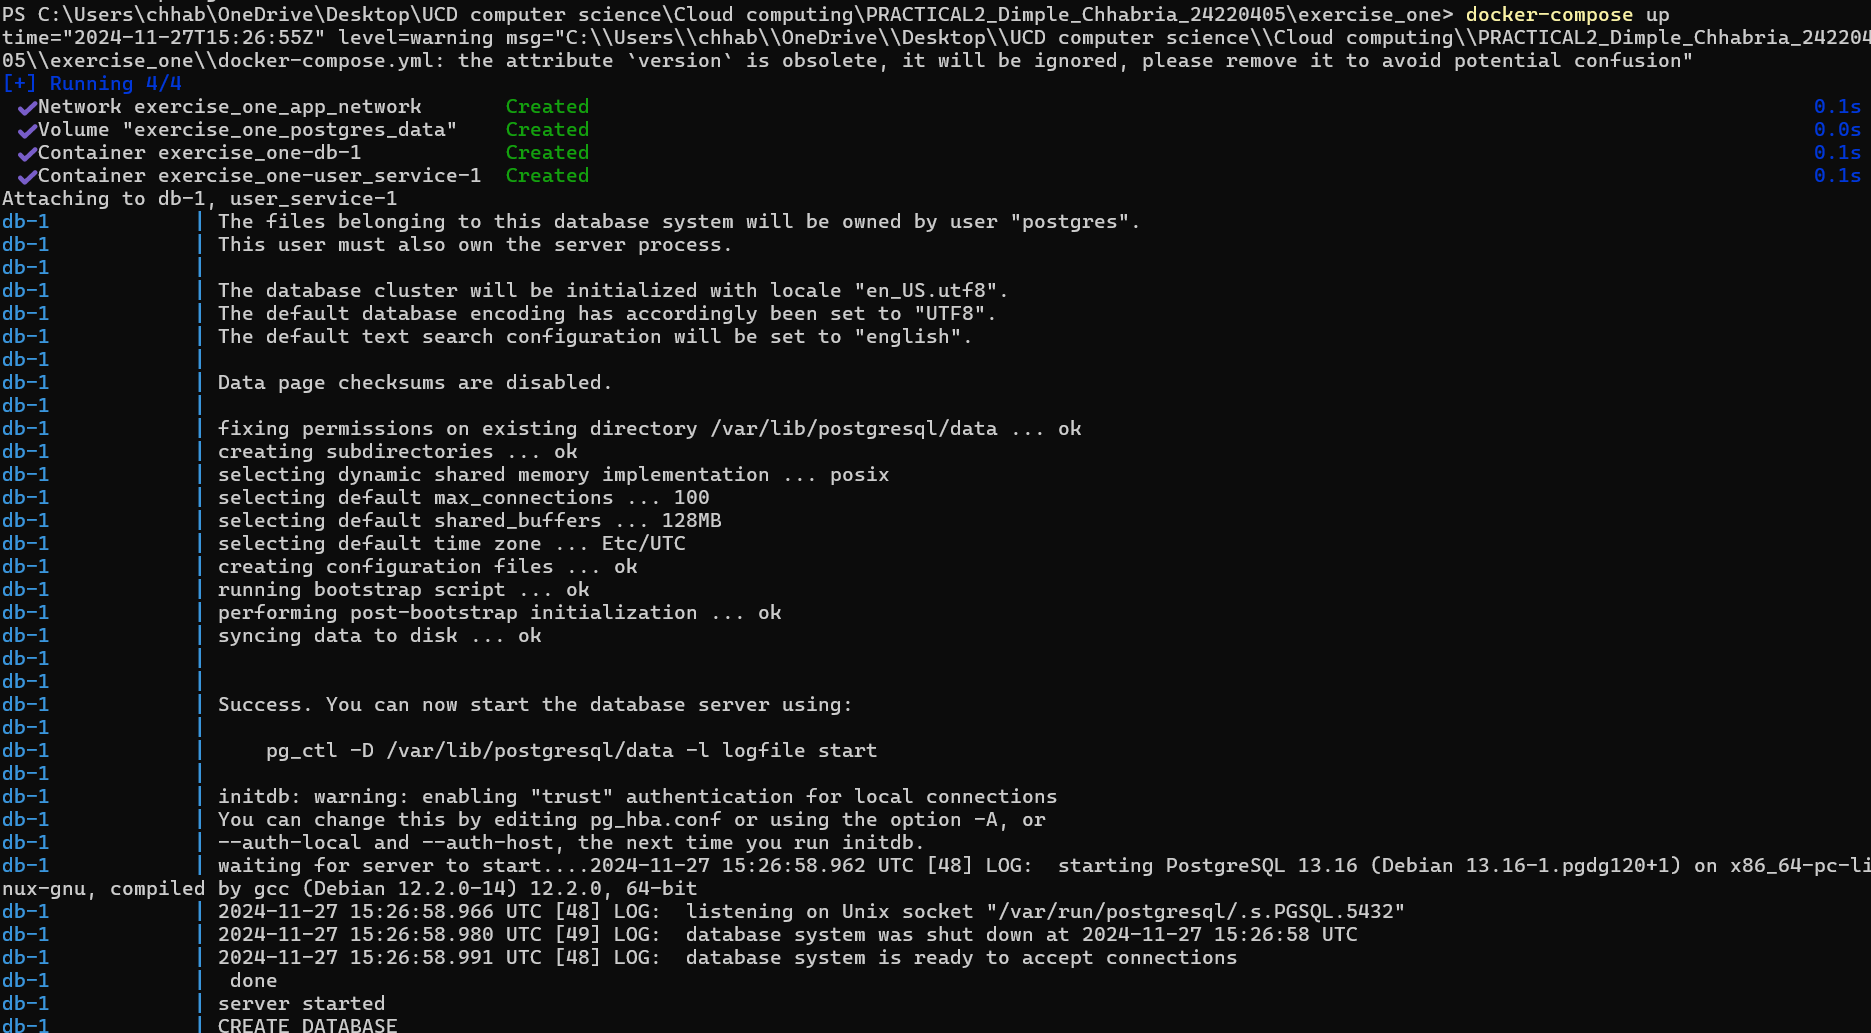 PS C:\Users\chhab\OneDrive\Desktop\UCD computer science\Cloud computing\PRACTICAL2_Dimple_Chhabria_24220405\exercise_one> docker-compose up
time="2024-11-27T15:26:55Z" level=warning msg="C:\\Users\\chhab\\OneDrive\\Desktop\\UCD computer science\\Cloud computing\\PRACTICAL2_Dimple_Chhabria_242204
05\\exercise_one\\docker-compose.yml: the attribute `version` is obsolete, it will be ignored, please remove it to avoid potential confusion"
[+] Running 4/4
✔Network exercise_one_app_network Created 0.1s
✔Volume "exercise_one_postgres_data" Created 0.0s
✔Container exercise_one-db-1 Created 0.1s
✔Container exercise_one-user_service-1 Created 0.1s
Attaching to db-1, user_service-1
db-1 | The files belonging to this database system will be owned by user "postgres".
db-1 | This user must also own the server process.
db-1 |
db-1 | The database cluster will be initialized with locale "en_US.utf8".
db-1 | The default database encoding has accordingly been set to "UTF8".
db-1 | The default text search configuration will be set to "english".
db-1 |
db-1 | Data page checksums are disabled.
db-1 |
db-1 | fixing permissions on existing directory /var/lib/postgresql/data ... ok
db-1 | creating subdirectories ... ok
db-1 | selecting dynamic shared memory implementation ... posix
db-1 | selecting default max_connections ... 100
db-1 | selecting default shared_buffers ... 128MB
db-1 | selecting default time zone ... Etc/UTC
db-1 | creating configuration files ... ok
db-1 | running bootstrap script ... ok
db-1 | performing post-bootstrap initialization ... ok
db-1 | syncing data to disk ... ok
db-1 |
db-1 |
db-1 | Success. You can now start the database server using:
db-1 |
db-1 |     pg_ctl -D /var/lib/postgresql/data -l logfile start
db-1 |
db-1 | initdb: warning: enabling "trust" authentication for local connections
db-1 | You can change this by editing pg_hba.conf or using the option -A, or
db-1 | --auth-local and --auth-host, the next time you run initdb.
db-1 | waiting for server to start....2024-11-27 15:26:58.962 UTC [48] LOG:  starting PostgreSQL 13.16 (Debian 13.16-1.pgdg120+1) on x86_64-pc-li
nux-gnu, compiled by gcc (Debian 12.2.0-14) 12.2.0, 64-bit
db-1 | 2024-11-27 15:26:58.966 UTC [48] LOG:  listening on Unix socket "/var/run/postgresql/.s.PGSQL.5432"
db-1 | 2024-11-27 15:26:58.980 UTC [49] LOG:  database system was shut down at 2024-11-27 15:26:58 UTC
db-1 | 2024-11-27 15:26:58.991 UTC [48] LOG:  database system is ready to accept connections
db-1 |  done
db-1 | server started
db-1 | CREATE DATABASE